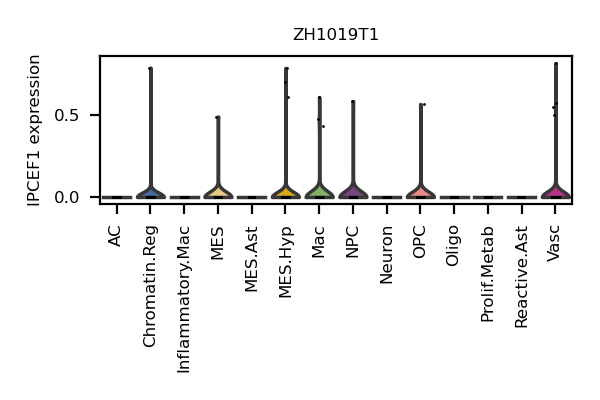 ZH1019T1
IPCEF1 expression
0.5
0.0
AC
Chromatin.Reg
Inflammatory.Mac
MES
MES.Ast
MES.Hyp
Mac
NPC
Neuron
OPC
Oligo
Prolif.Metab
Reactive.Ast
Vasc